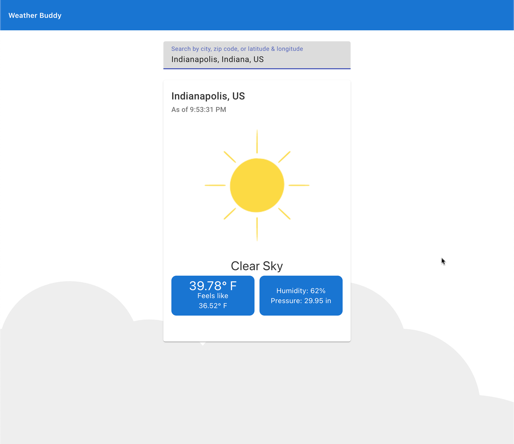 Weather Buddy
Search by city, zip code, or latitude & longitude
Indianapolis, Indiana, US
Indianapolis, US
As of 9:53:31 PM
Clear Sky
39.78° F
Feels like
36.52° F
Humidity: 62%
Pressure: 29.95 in